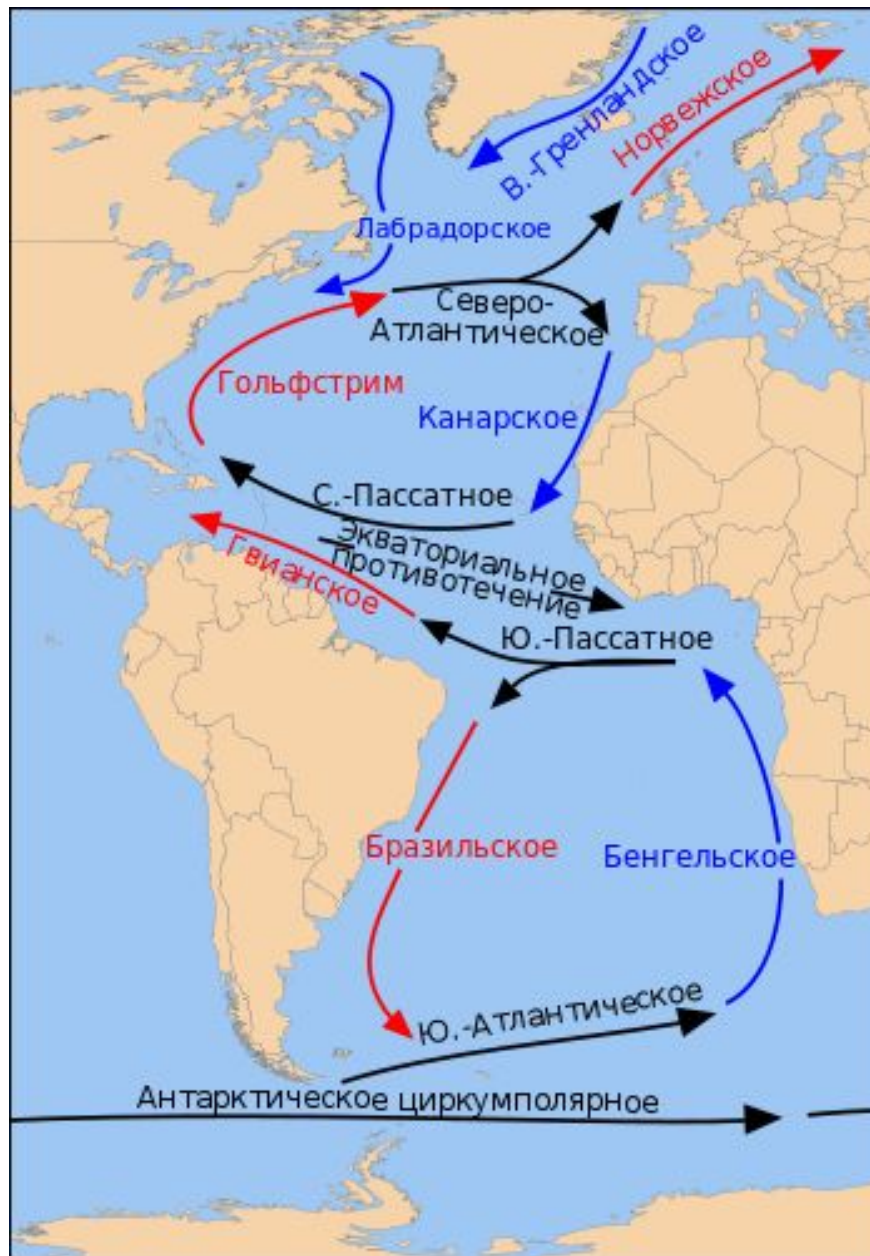 В.-Гренландское
Норвежское
Лабрадорское
Северо-
Атлантическое
Гольфстрим
Канарское
С.-Пассатное
Экваториальное
противотечение
Гвианское
Ю.-Пассатное
Бразильское
Бенгельское
Ю.-Атлантическое
Антарктическое циркумполярное